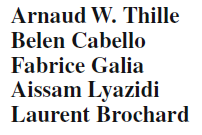 Arnaud W. Thille
Belen Cabello
Fabrice Galia
Aissam Lyazidi
Laurent Brochard